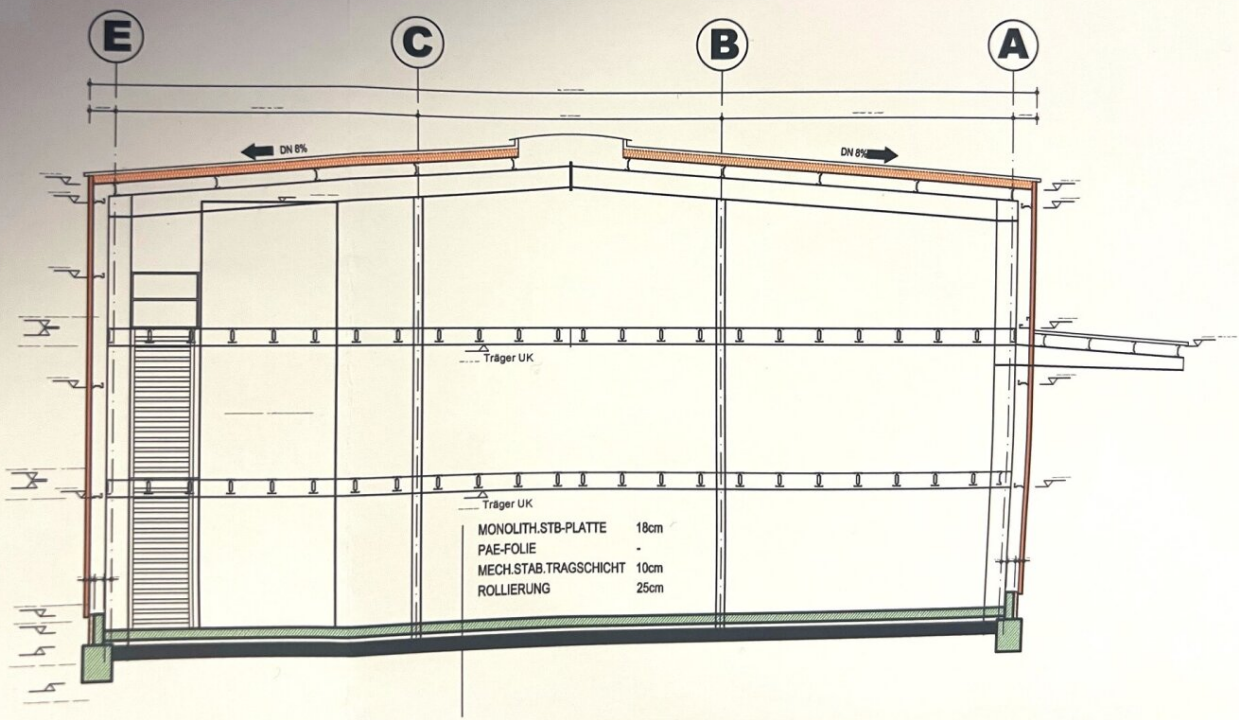 E C B A
DN 8%
DN 8%
Träger UK
Träger UK
MONOLITH.STB-PLATTE 18cm
PAE-FOLIE -
MECH.STAB.TRAGSCHICHT 10cm
ROLLIERUNG 25cm